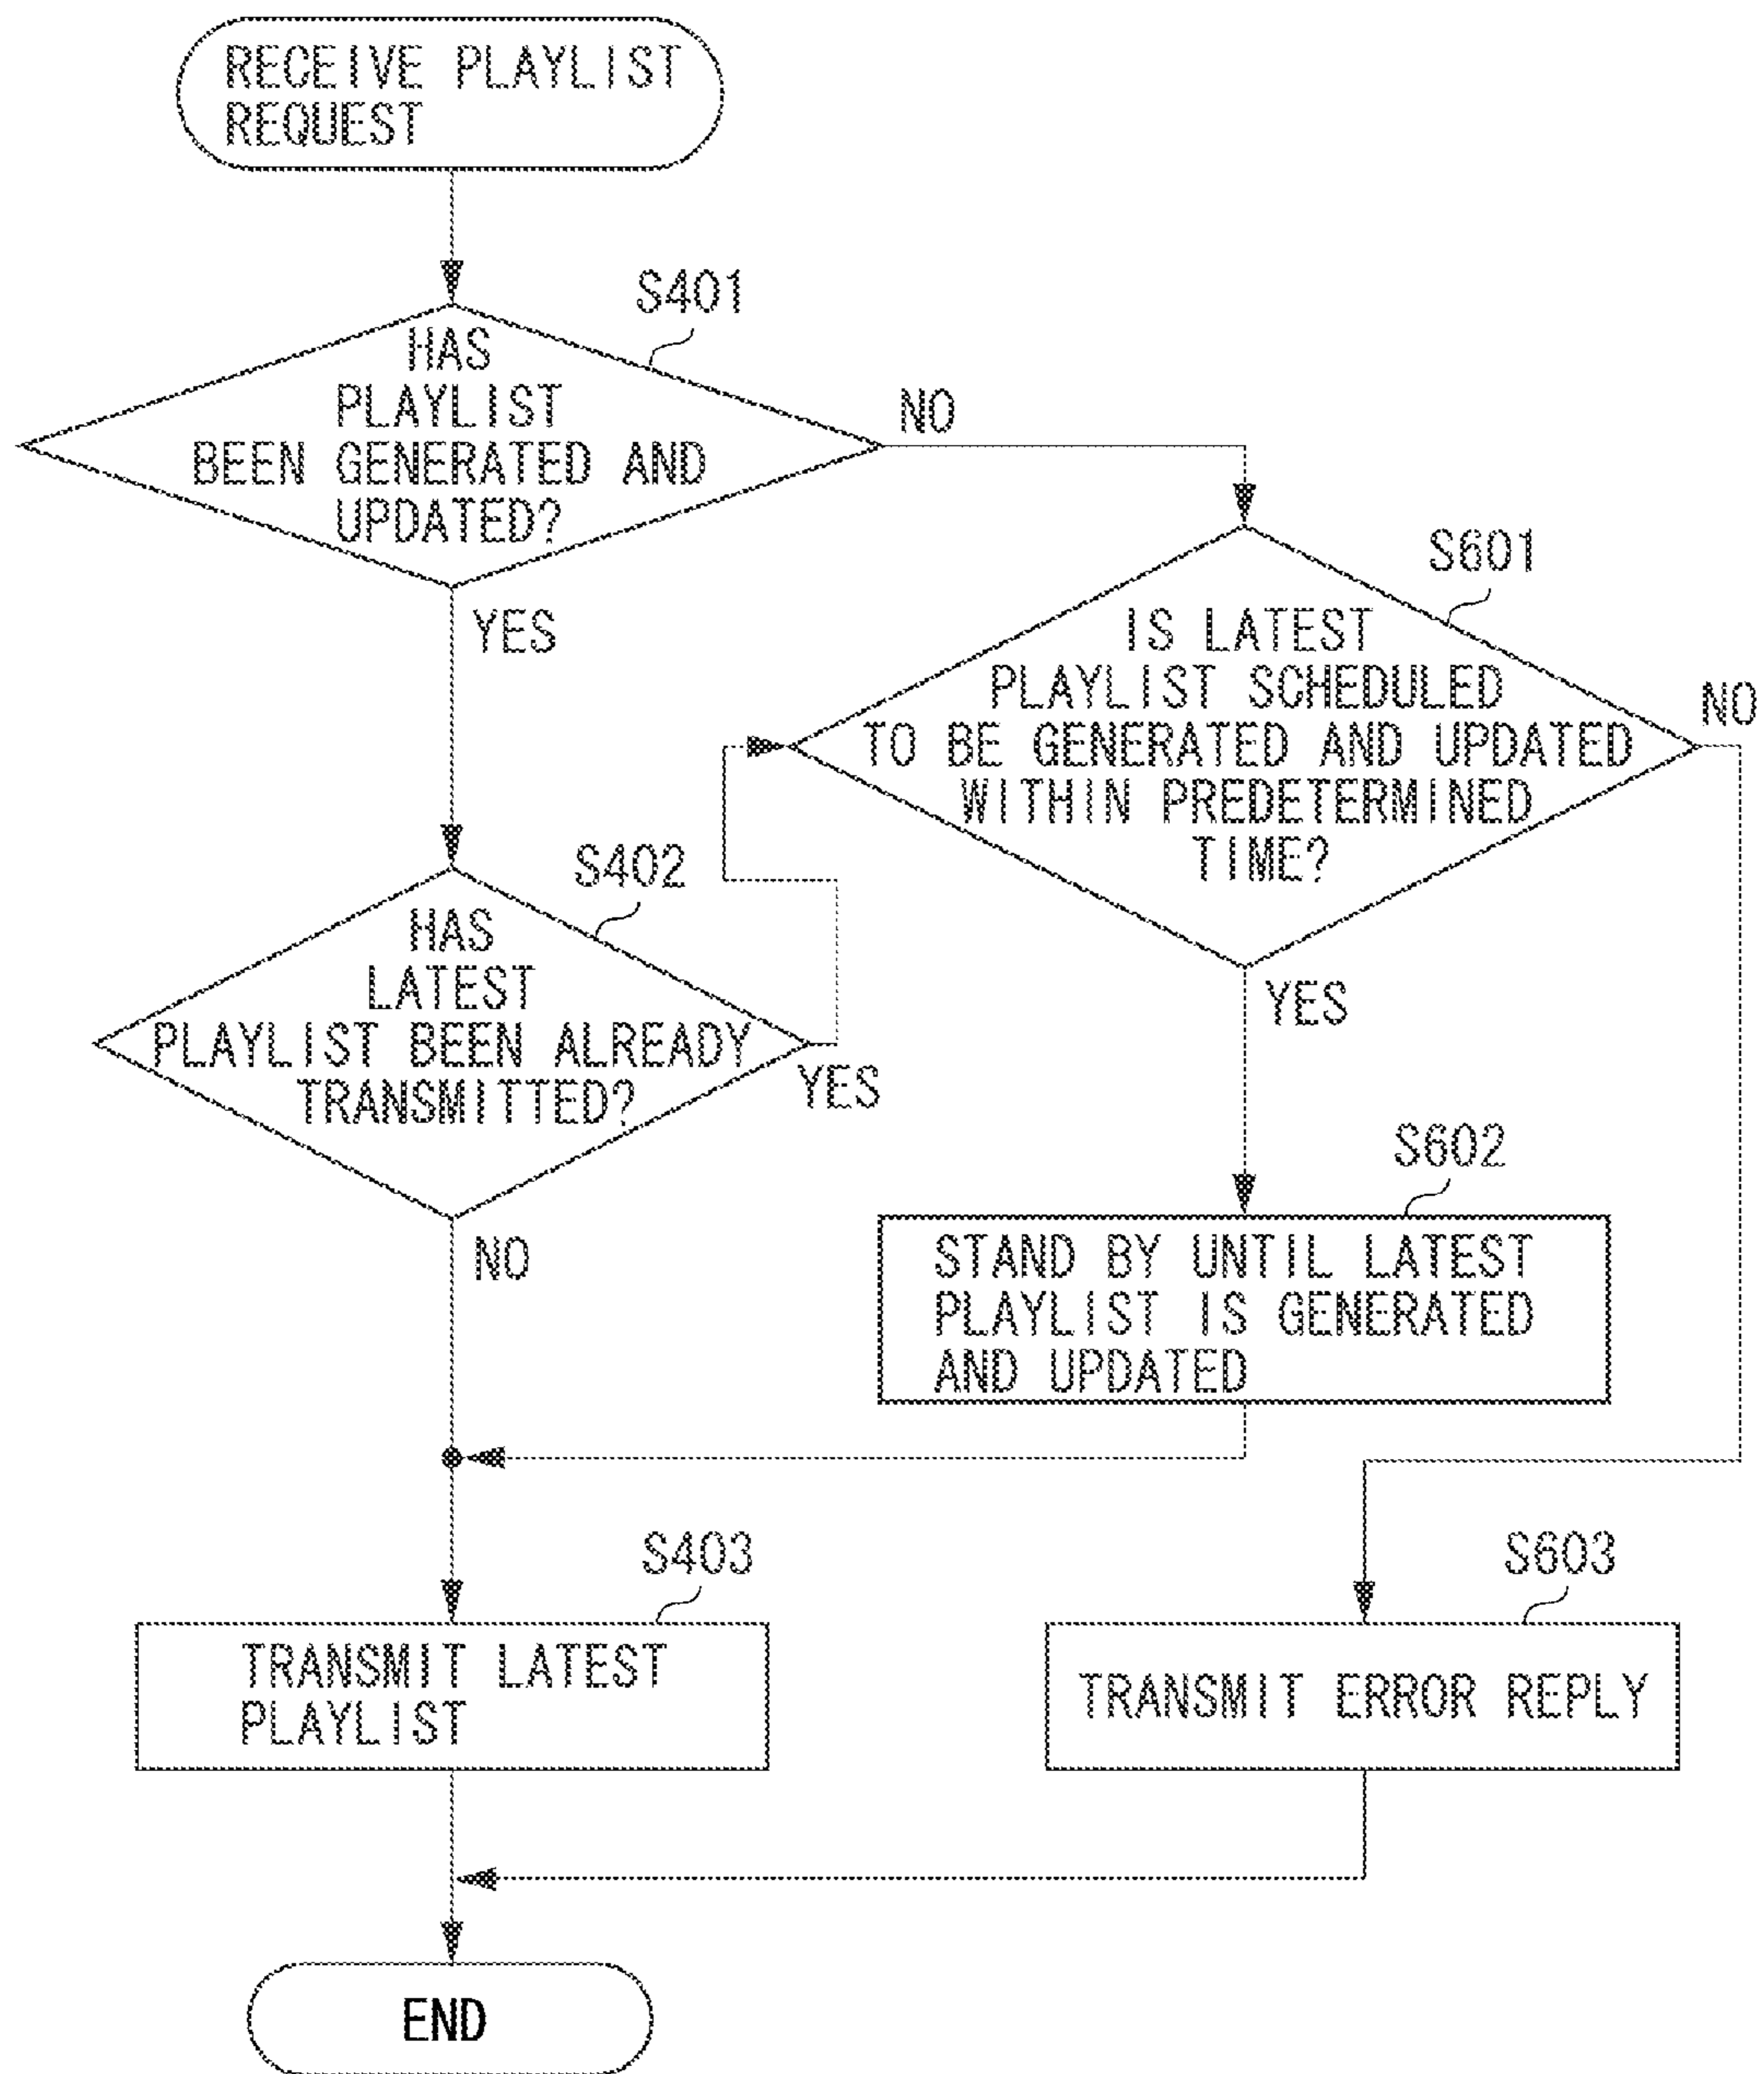 RECEIVE PLAYLIST
REQUEST
S401
HAS
PLAYLIST
BEEN GENERATED AND
UPDATED?
NO
YES
S601
IS LATEST
PLAYLIST SCHEDULED
TO BE GENERATED AND UPDATED
WITHIN PREDETERMINED
TIME?
NO
YES
S402
HAS
LATEST
PLAYLIST BEEN ALREADY
TRANSMITTED?
YES
NO
S602
STAND BY UNTIL LATEST
PLAYLIST IS GENERATED
AND UPDATED
S403
TRANSMIT LATEST
PLAYLIST
S603
TRANSMIT ERROR REPLY
END